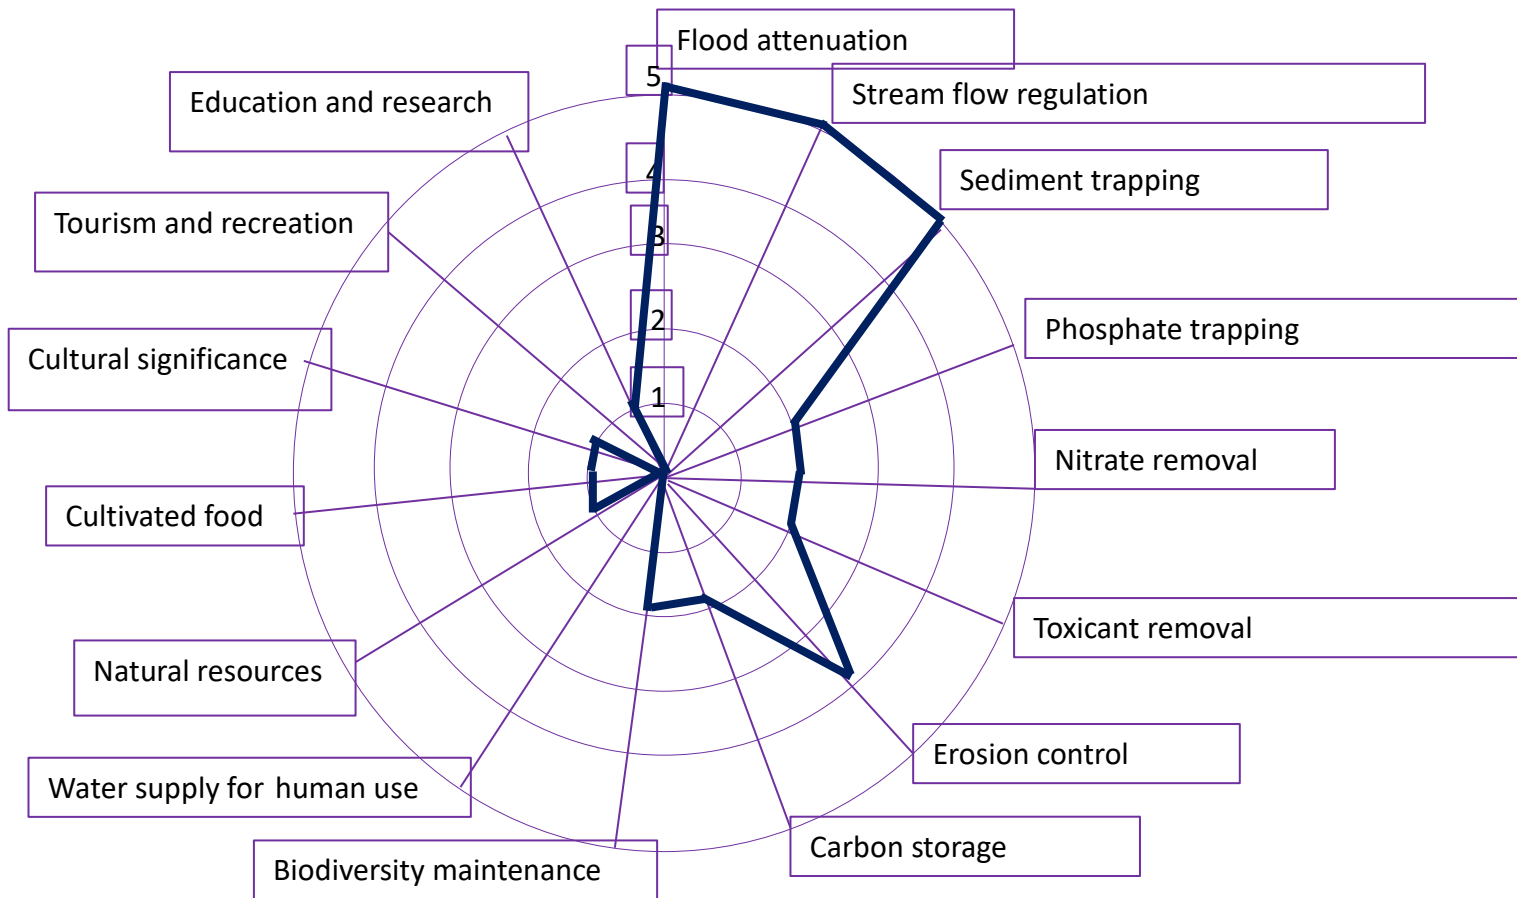 Flood attenuation
5
Stream flow regulation
Education and research
4
Sediment trapping
Tourism and recreation
3
2
Phosphate trapping
Cultural significance
1
Nitrate removal
Cultivated food
Toxicant removal
Natural resources
Erosion control
Water supply for human use
Carbon storage
Biodiversity maintenance